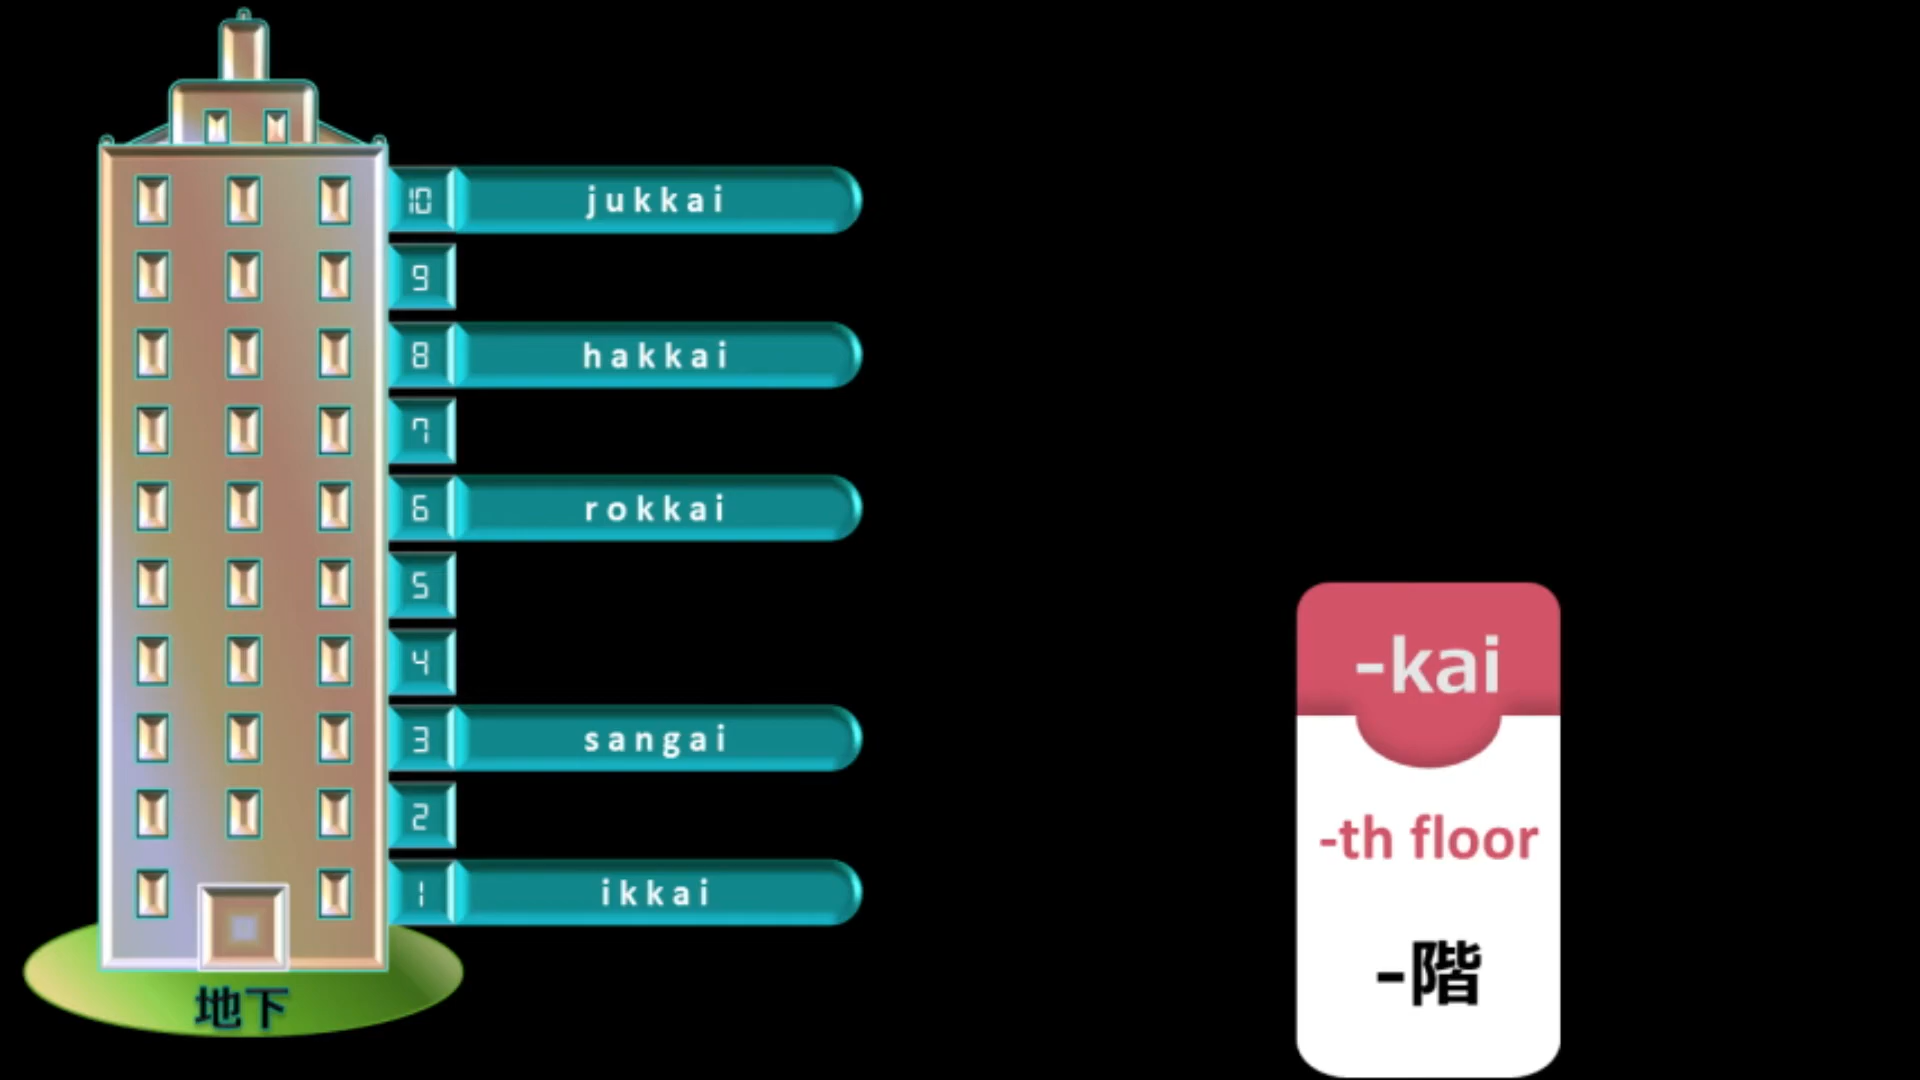 10 jukkai
9
8 hakkai
7
6 rokkai
5
4
3 sangai
2
1 ikkai
地下
-kai
-th floor
-階